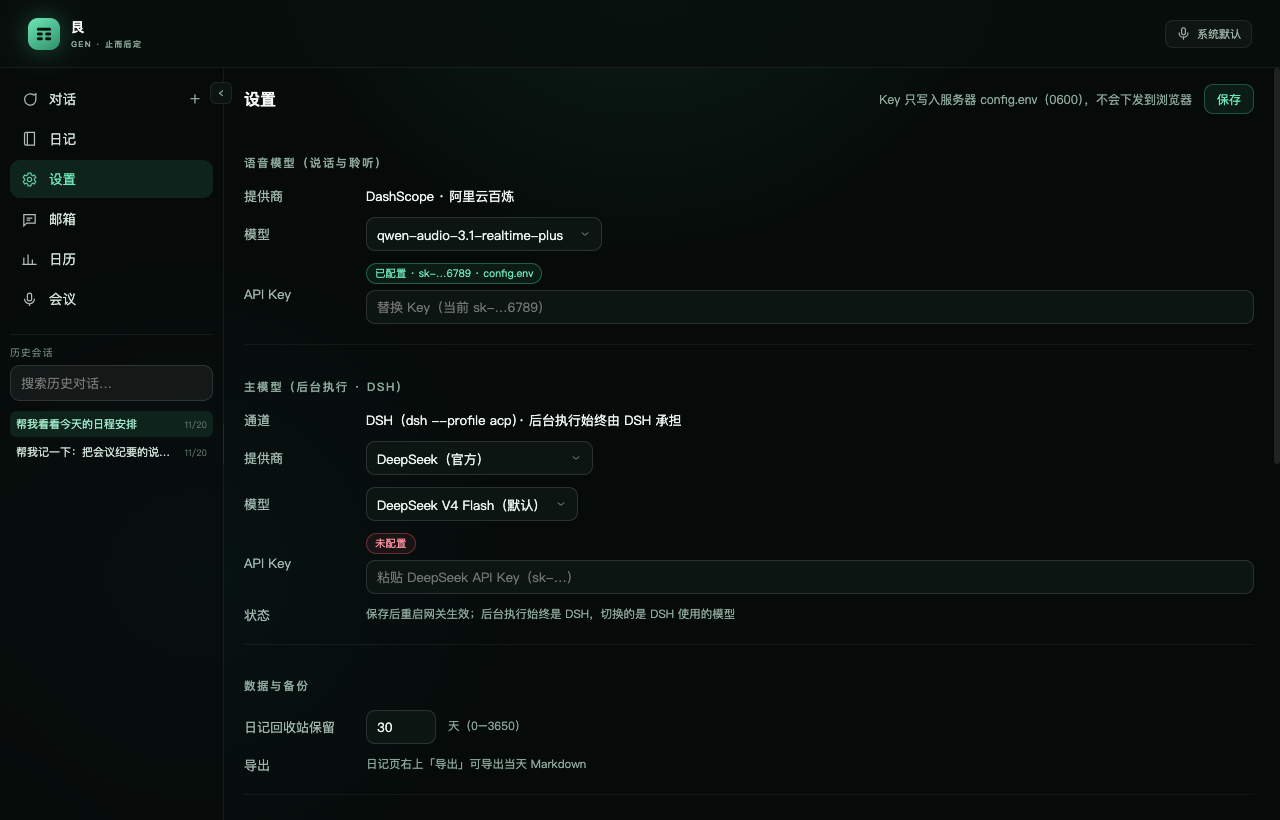 艮
GEN · 止而后定
系统默认
对话
日记
设置
邮箱
日历
会议
历史会话
搜索历史对话…
帮我看看今天的日程安排 11/20
帮我记一下：把会议纪要的说… 11/20
设置
Key 只写入服务器 config.env（0600），不会下发到浏览器
保存
语音模型（说话与聆听）
提供商 DashScope · 阿里云百炼
模型 qwen-audio-3.1-realtime-plus
已配置 · sk-…6789 · config.env
API Key
替换 Key（当前 sk-…6789）
主模型（后台执行 · DSH）
通道 DSH（dsh --profile acp）· 后台执行始终由 DSH 承担
提供商 DeepSeek（官方）
模型 DeepSeek V4 Flash（默认）
未配置
API Key
粘贴 DeepSeek API Key（sk-…）
状态 保存后重启网关生效；后台执行始终是 DSH，切换的是 DSH 使用的模型
数据与备份
日记回收站保留 30 天（0—3650）
导出 日记页右上「导出」可导出当天 Markdown